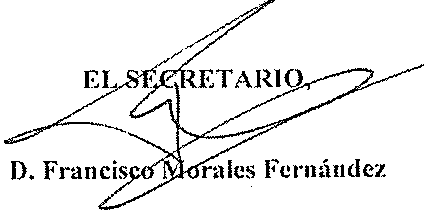 EL SECRETARIO,
D. Francisco Morales Fernández